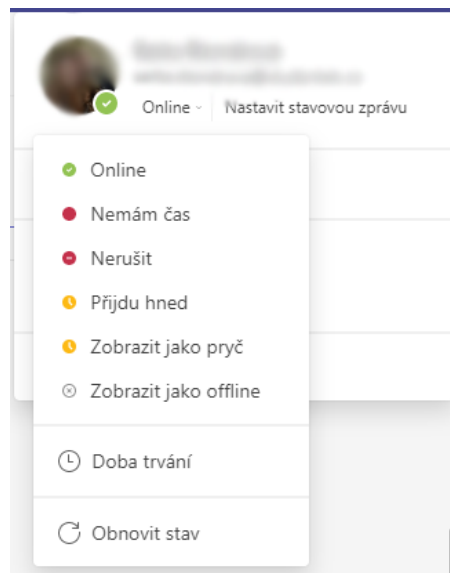 Online
Nastavit stavovou zprávu
Online
Nemám čas
Nerušit
Přijdu hned
Zobrazit jako pryč
Zobrazit jako offline
Doba trvání
Obnovit stav